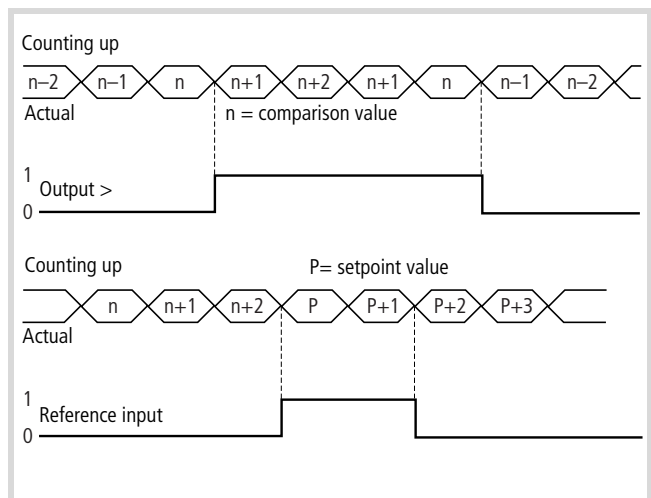 Counting up
n–2 n–1 n n+1 n+2 n+1 n n–1 n–2
Actual n = comparison value
1
Output >
0
Counting up P= setpoint value
n n+1 n+2 P P+1 P+2 P+3
Actual
1
Reference input
0